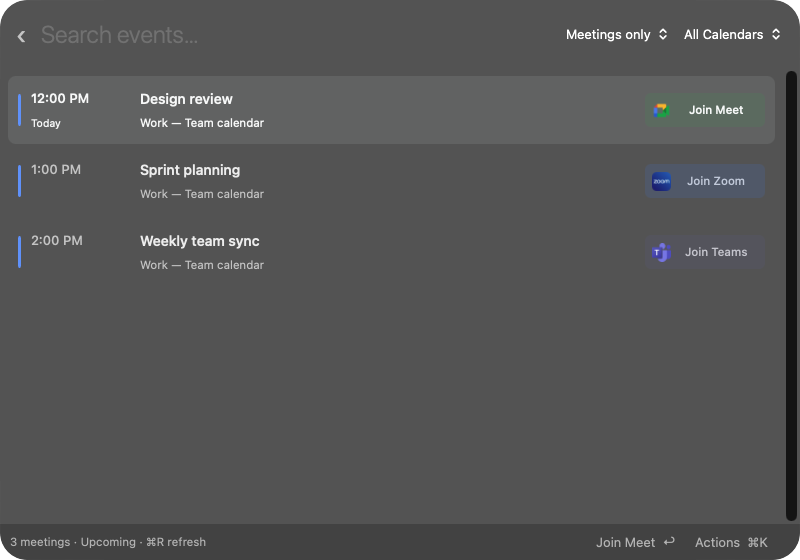 ‹ Search events... Meetings only All Calendars
12:00 PM Design review Join Meet
Today Work — Team calendar
1:00 PM Sprint planning zoom Join Zoom
Work — Team calendar
2:00 PM Weekly team sync T Join Teams
Work — Team calendar
3 meetings · Upcoming · ⌘R refresh Join Meet ↩ Actions ⌘K